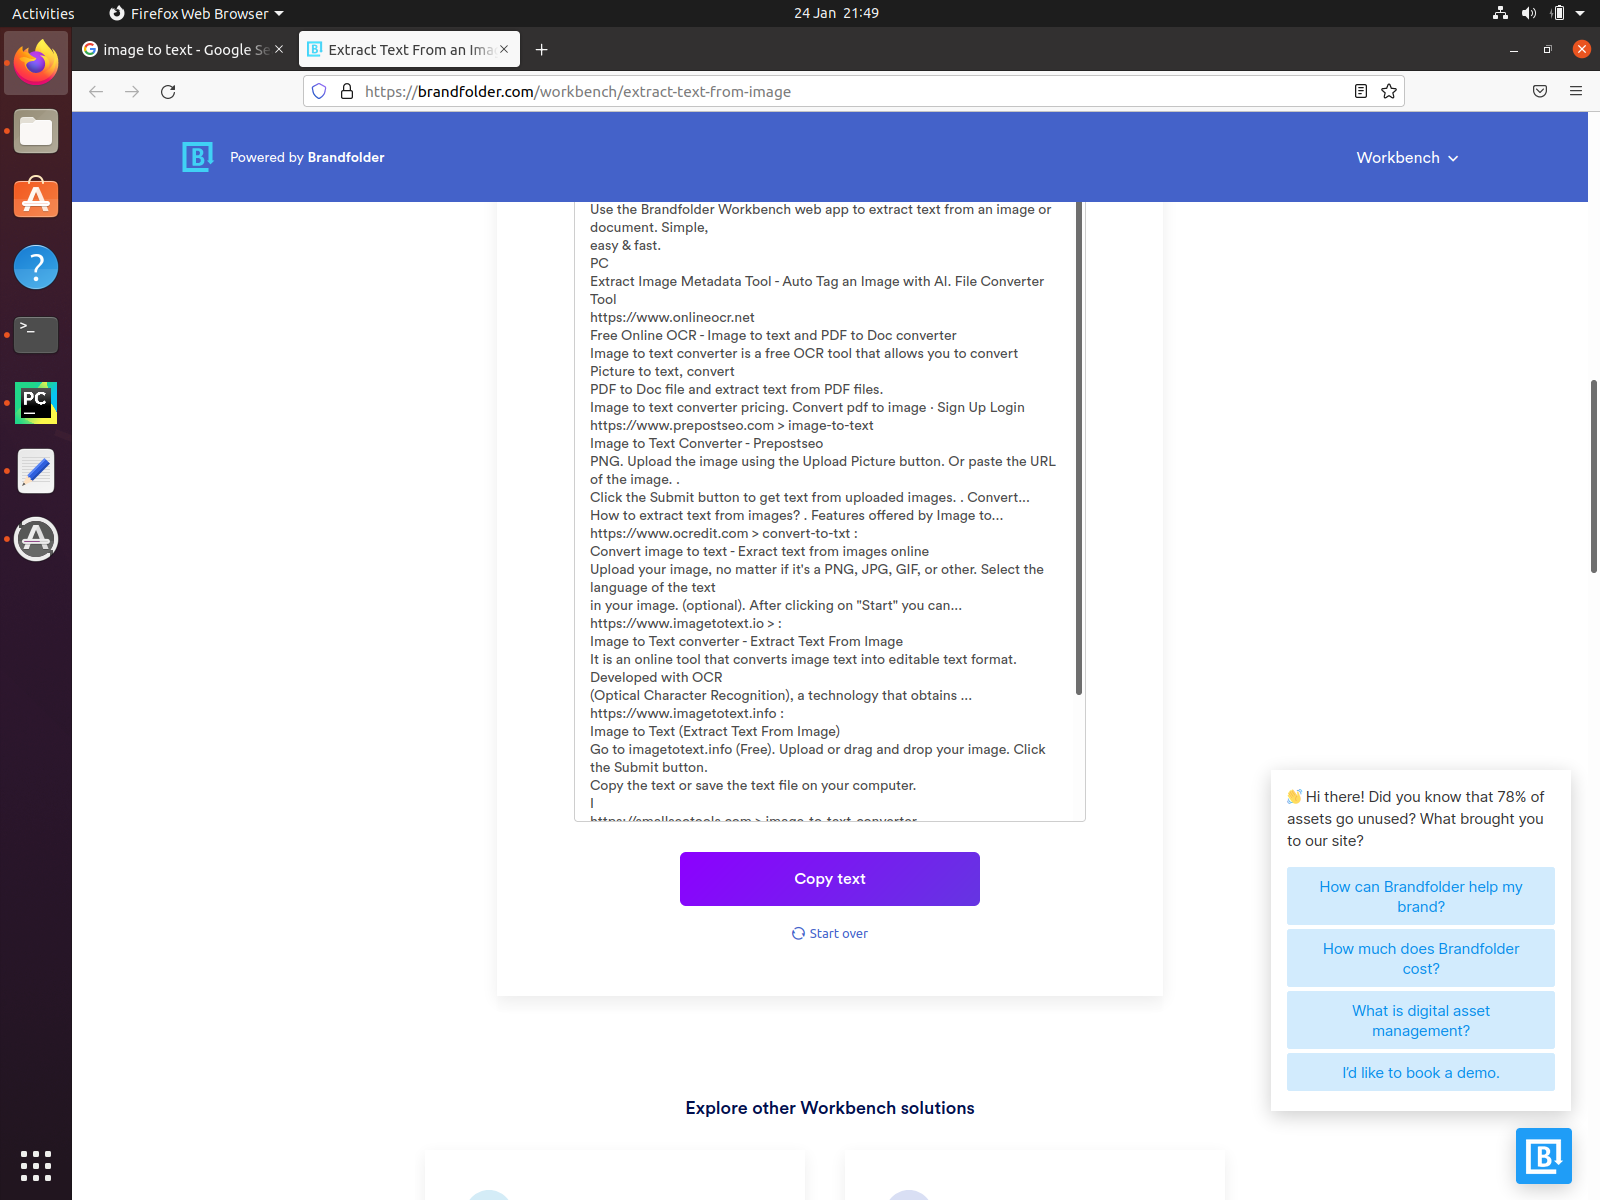 Activities
Firefox Web Browser
24 Jan 21:49
image to text - Google Se
Extract Text From an Ima
https://brandfolder.com/workbench/extract-text-from-image
Powered by Brandfolder
Workbench
Use the Brandfolder Workbench web app to extract text from an image or
document. Simple,
easy & fast.
PC
Extract Image Metadata Tool - Auto Tag an Image with AI. File Converter
Tool
https://www.onlineocr.net
Free Online OCR - Image to text and PDF to Doc converter
Image to text converter is a free OCR tool that allows you to convert
Picture to text, convert
PDF to Doc file and extract text from PDF files.
Image to text converter pricing. Convert pdf to image · Sign Up Login
https://www.prepostseo.com > image-to-text
Image to Text Converter - Prepostseo
PNG. Upload the image using the Upload Picture button. Or paste the URL
of the image. .
Click the Submit button to get text from uploaded images. . Convert...
How to extract text from images? . Features offered by Image to...
https://www.ocredit.com > convert-to-txt :
Convert image to text - Exract text from images online
Upload your image, no matter if it's a PNG, JPG, GIF, or other. Select the
language of the text
in your image. (optional). After clicking on "Start" you can...
https://www.imagetotext.io > :
Image to Text converter - Extract Text From Image
It is an online tool that converts image text into editable text format.
Developed with OCR
(Optical Character Recognition), a technology that obtains ...
https://www.imagetotext.info :
Image to Text (Extract Text From Image)
Go to imagetotext.info (Free). Upload or drag and drop your image. Click
the Submit button.
Copy the text or save the text file on your computer.
I
https://smallseotools.com > image-to-text-converter
Copy text
Start over
Explore other Workbench solutions
👋 Hi there! Did you know that 78% of
assets go unused? What brought you
to our site?
How can Brandfolder help my
brand?
How much does Brandfolder
cost?
What is digital asset
management?
I'd like to book a demo.